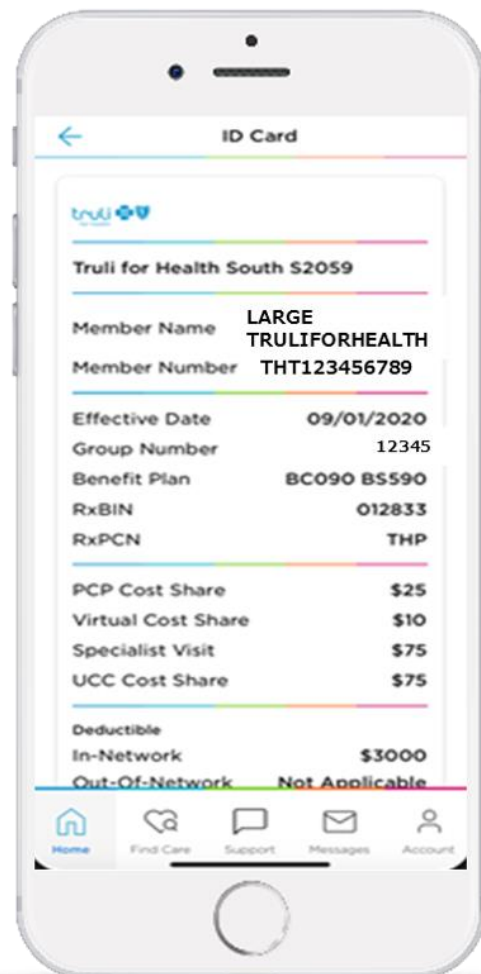 ID Card
truli
Truli for Health South S2059
Member Name LARGE
TRULIFORHEALTH
Member Number THT123456789
Effective Date 09/01/2020
Group Number 12345
Benefit Plan BC090 BS590
RxBIN 012833
RxPCN THP
PCP Cost Share $25
Virtual Cost Share $10
Specialist Visit $75
UCC Cost Share $75
Deductible
In-Network $3000
Out-Of-Network Not Applicable
Home Find Care Support Messages Account